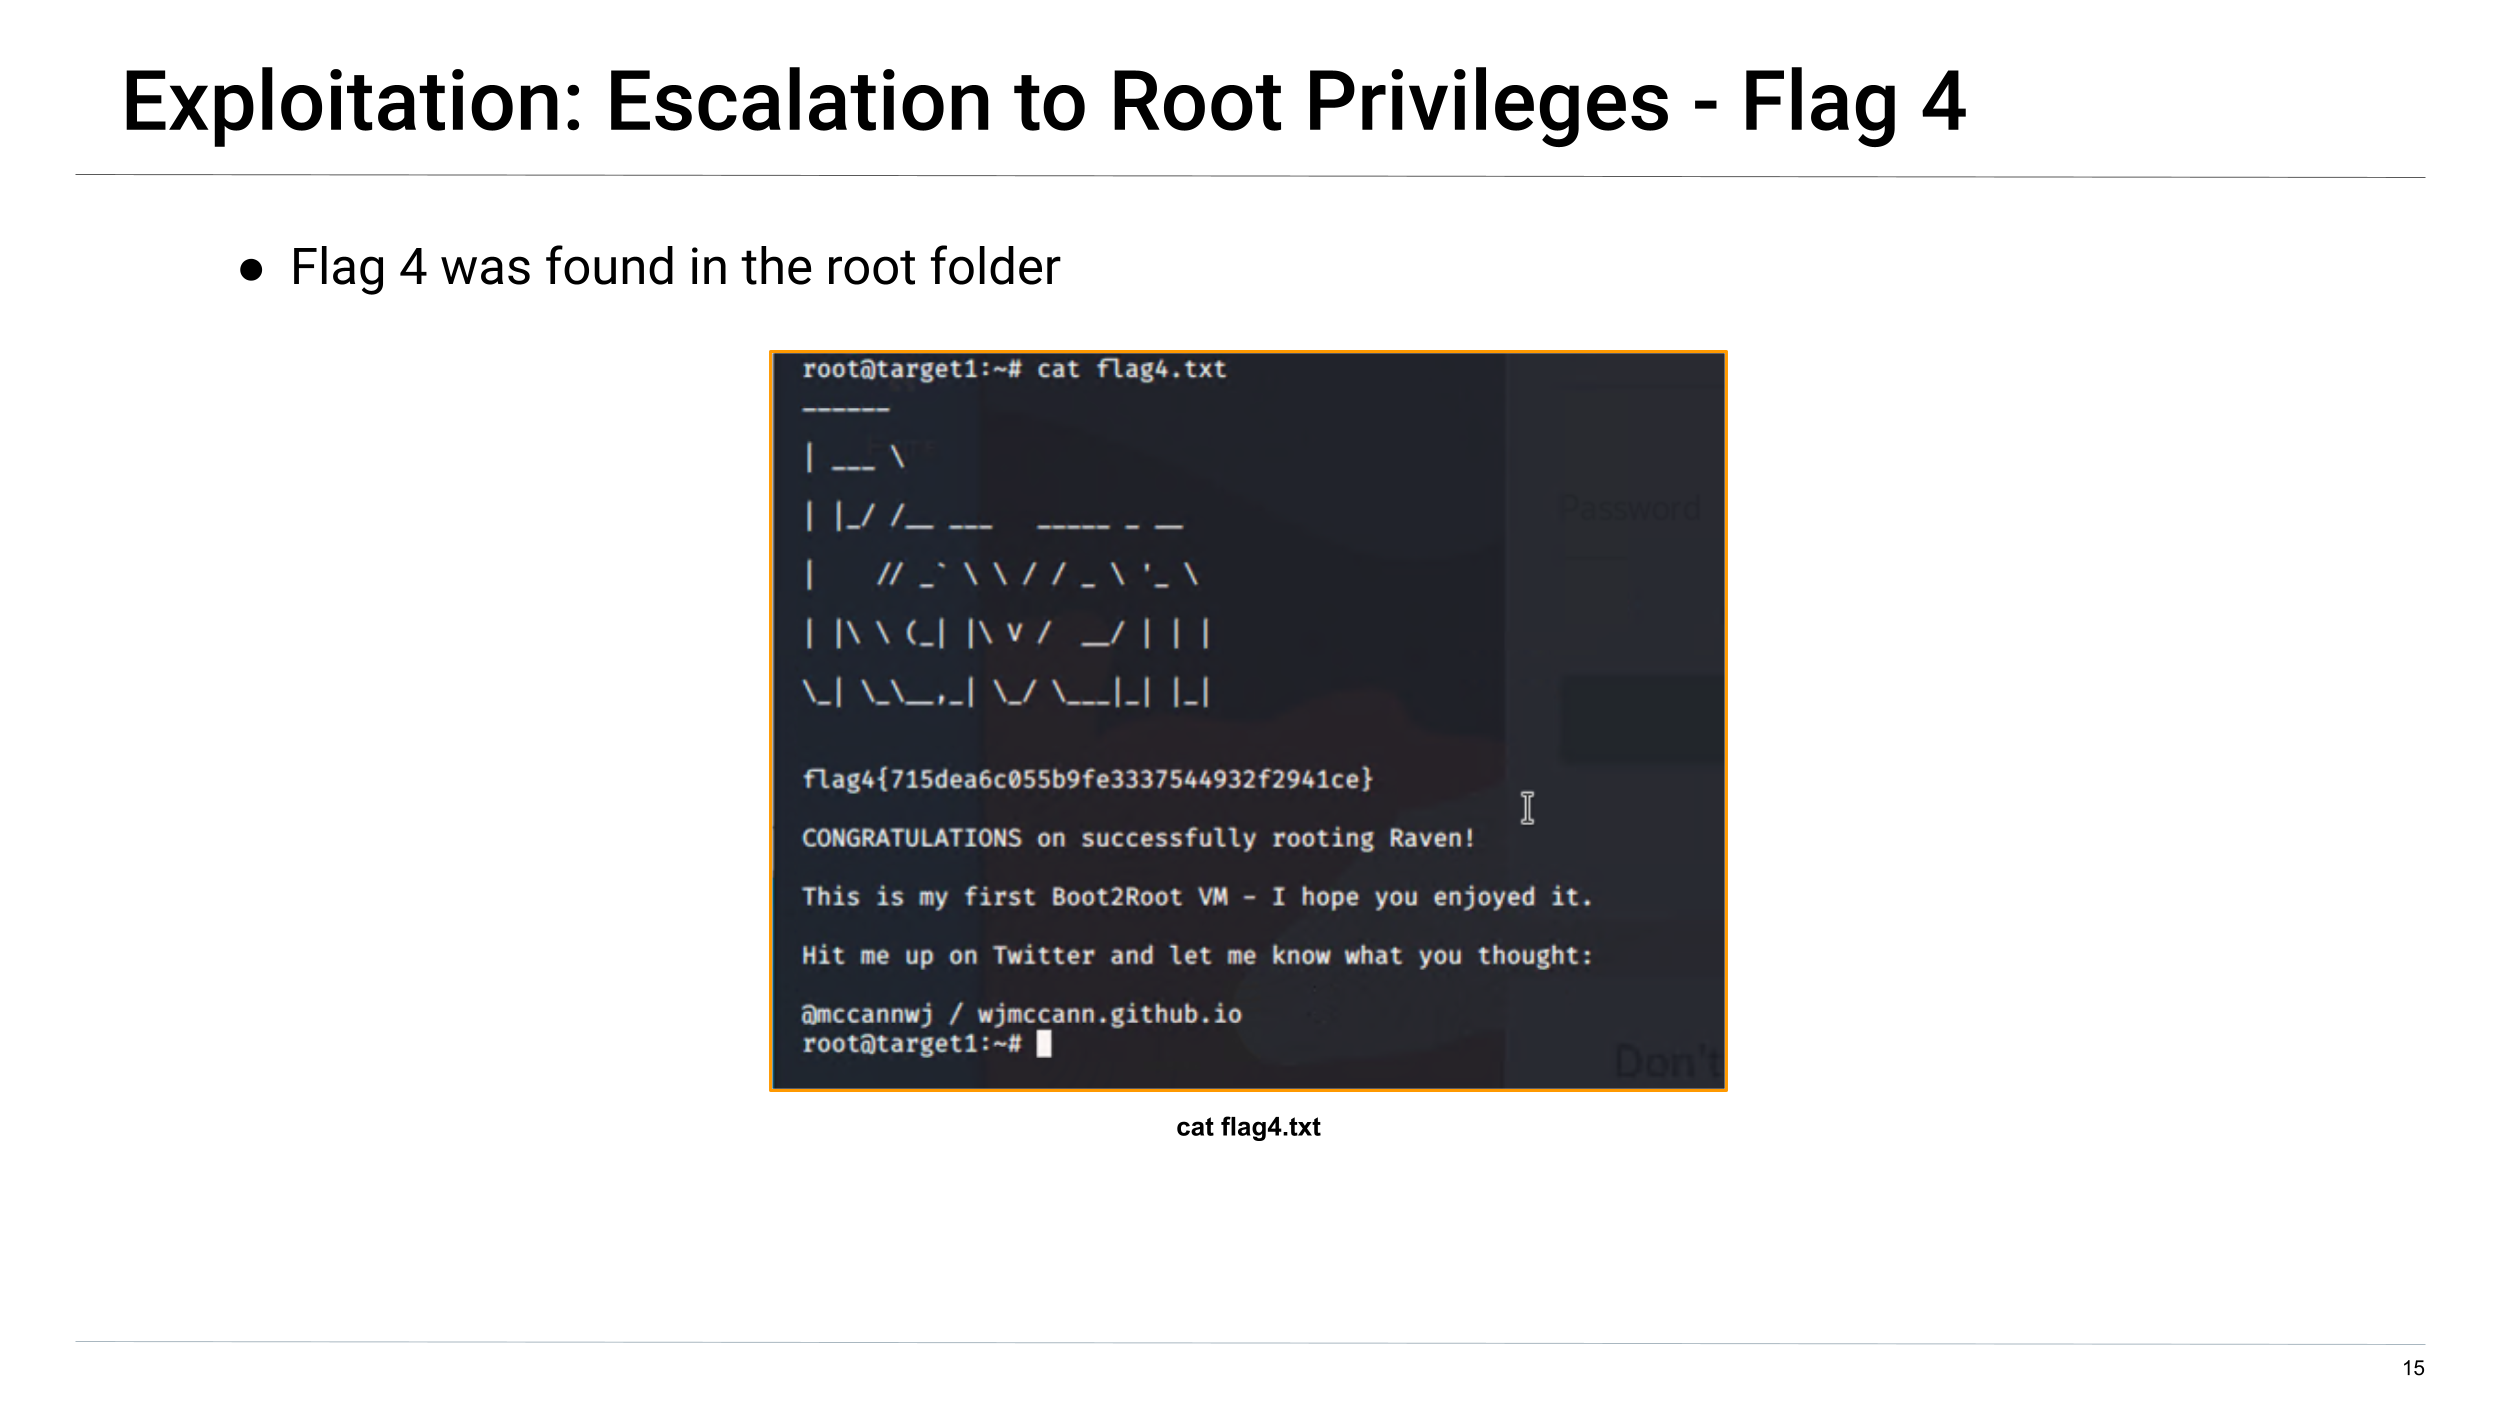 Exploitation: Escalation to Root Privileges - Flag 4
● Flag 4 was found in the root folder
root@target1:~# cat flag4.txt
______
| ___ \
| |_/ /__ ___   _____ _ __
|    // _` \ \ / / _ \ '_ \
| |\ \ (_| |\ V /  __/ | | |
\_| \_\__,_| \_/ \___|_| |_|
flag4{715dea6c055b9fe3337544932f2941ce}
CONGRATULATIONS on successfully rooting Raven!
This is my first Boot2Root VM - I hope you enjoyed it.
Hit me up on Twitter and let me know what you thought:
@mccannwj / wjmccann.github.io
root@target1:~#
Password
Don't
cat flag4.txt
15